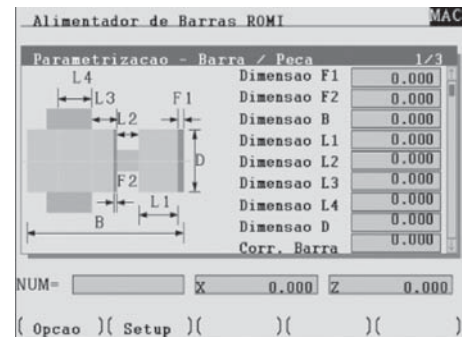 Alimentador de Barras ROMI
MAC
Parametrizacao - Barra / Peca 1/3
L4
L3
F1
L2
D
F2
L1
B
Dimensao F1 0.000
Dimensao F2 0.000
Dimensao B 0.000
Dimensao L1 0.000
Dimensao L2 0.000
Dimensao L3 0.000
Dimensao L4 0.000
Dimensao D 0.000
Corr. Barra 0.000
NUM= X 0.000 Z 0.000
( Opcao )( Setup )( )( )( )